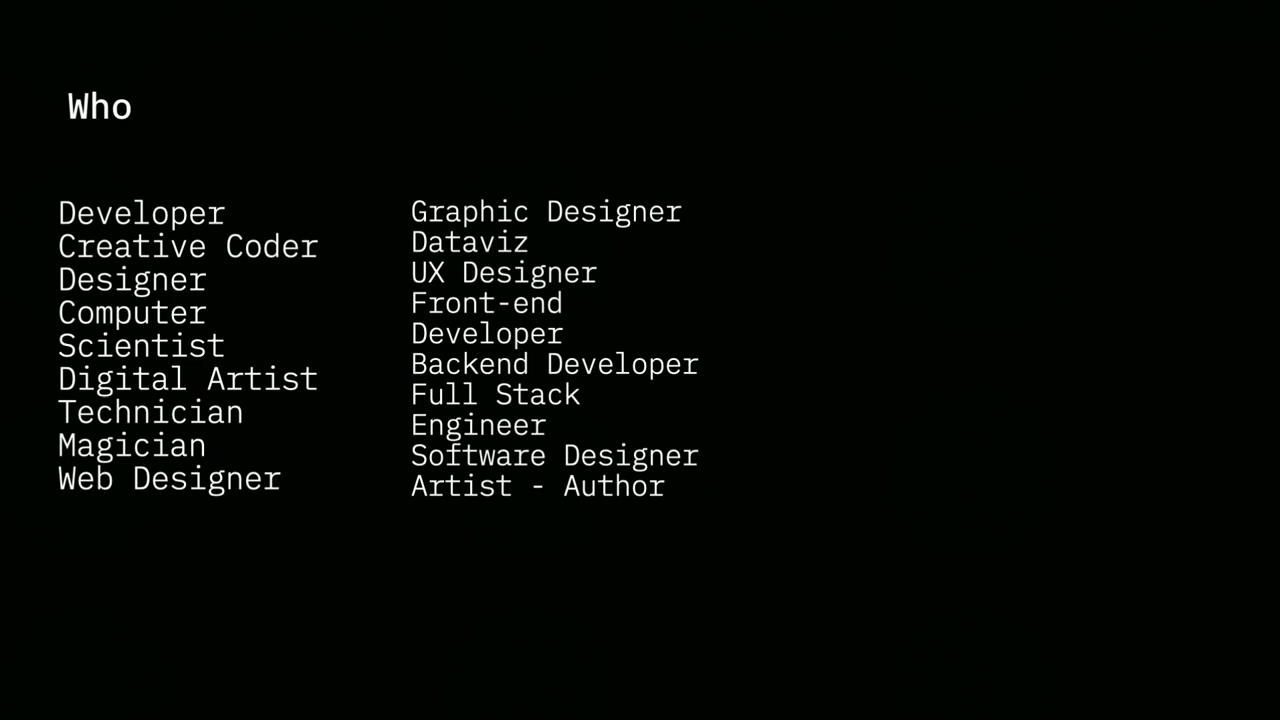 Who
Developer
Creative Coder
Designer
Computer
Scientist
Digital Artist
Technician
Magician
Web Designer
Graphic Designer
Dataviz
UX Designer
Front-end
Developer
Backend Developer
Full Stack
Engineer
Software Designer
Artist - Author